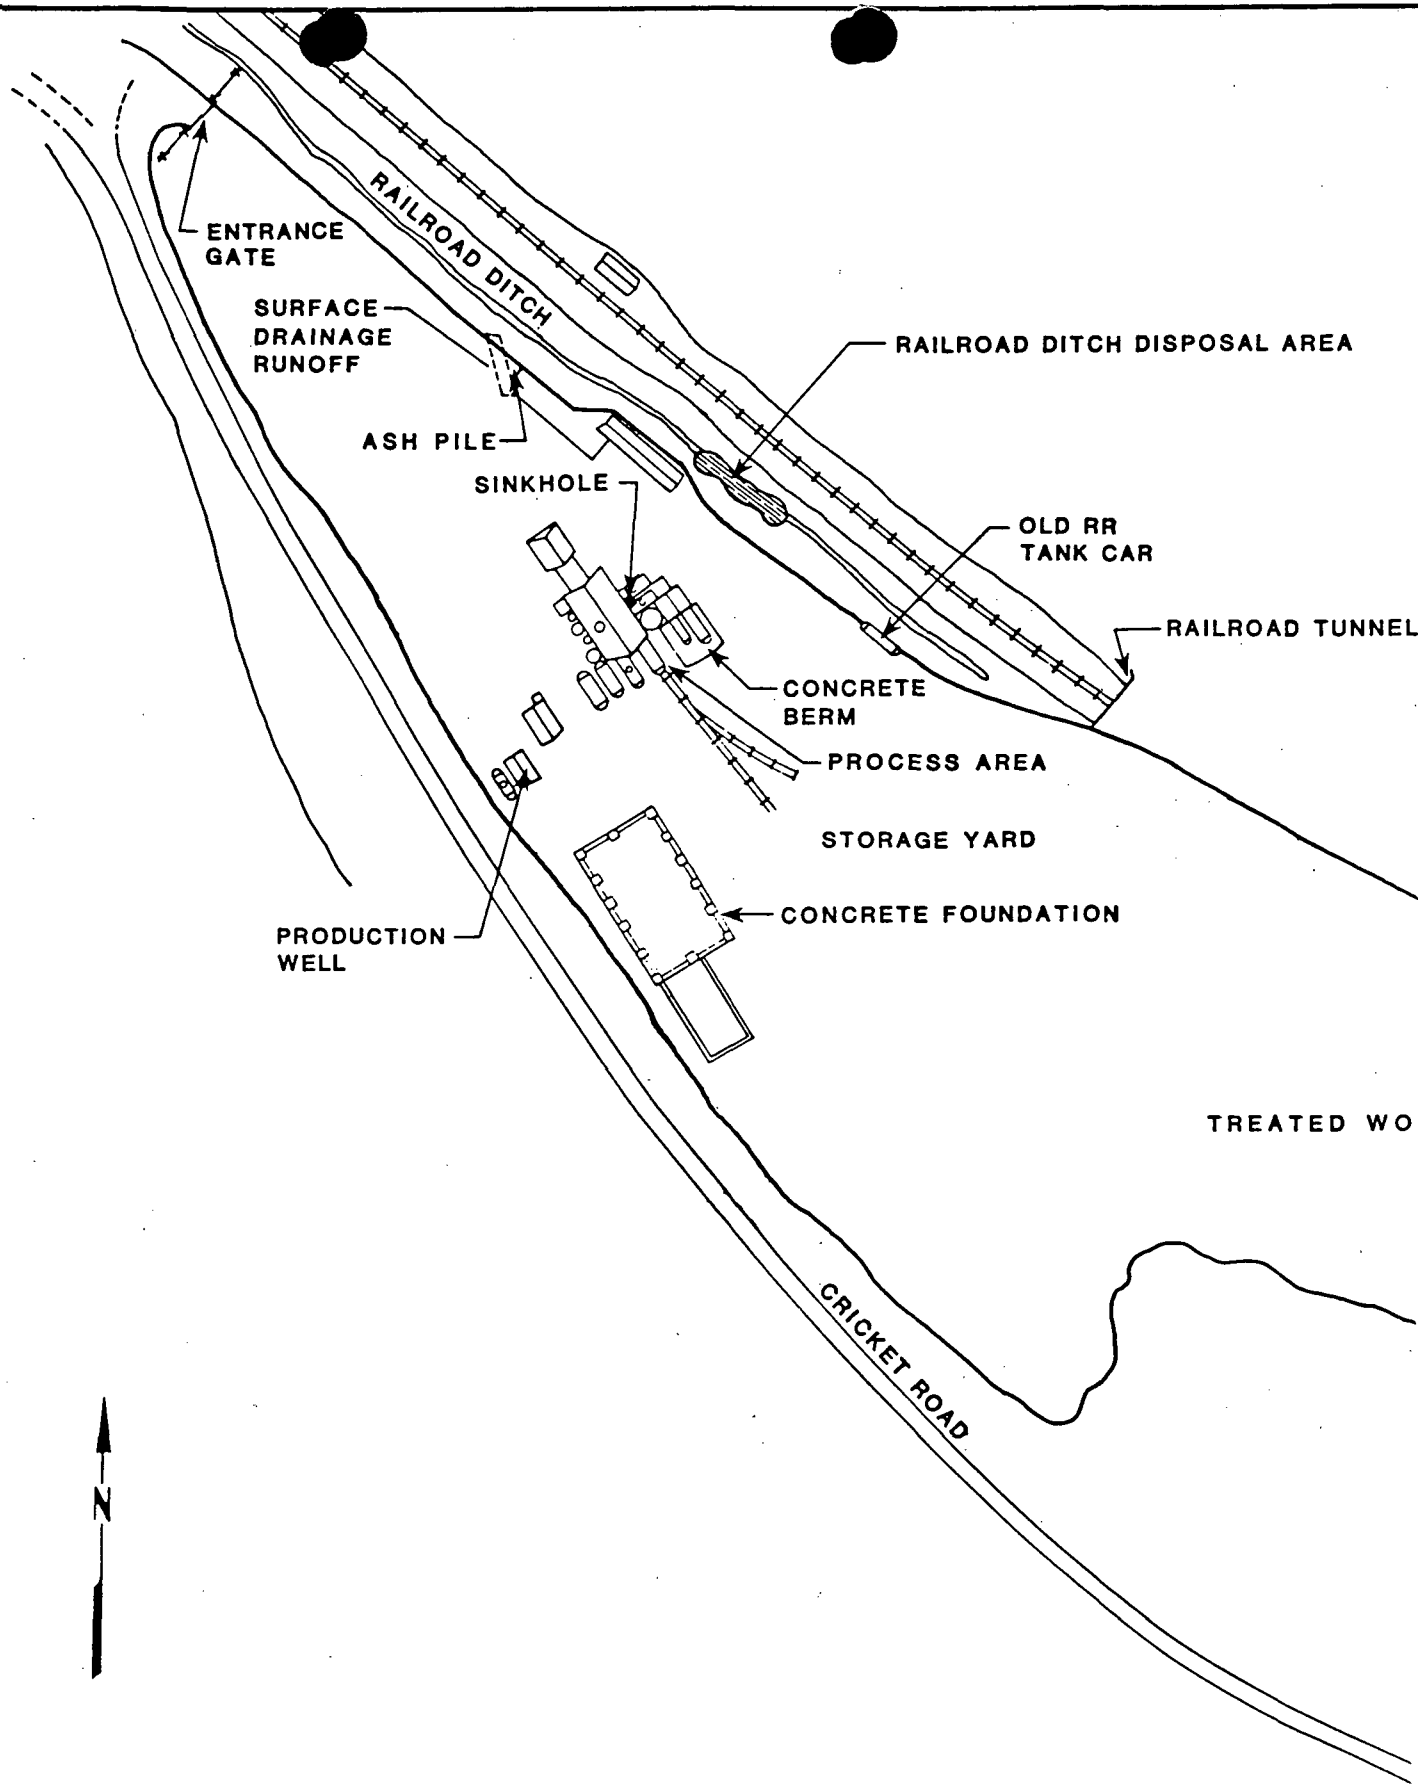 RAILROAD DITCH
ENTRANCE
GATE
SURFACE
DRAINAGE
RUNOFF
RAILROAD DITCH DISPOSAL AREA
ASH PILE
SINKHOLE
OLD RR
TANK CAR
RAILROAD TUNNEL
CONCRETE
BERM
PROCESS AREA
STORAGE YARD
CONCRETE FOUNDATION
PRODUCTION
WELL
TREATED WO
CRICKET ROAD
N